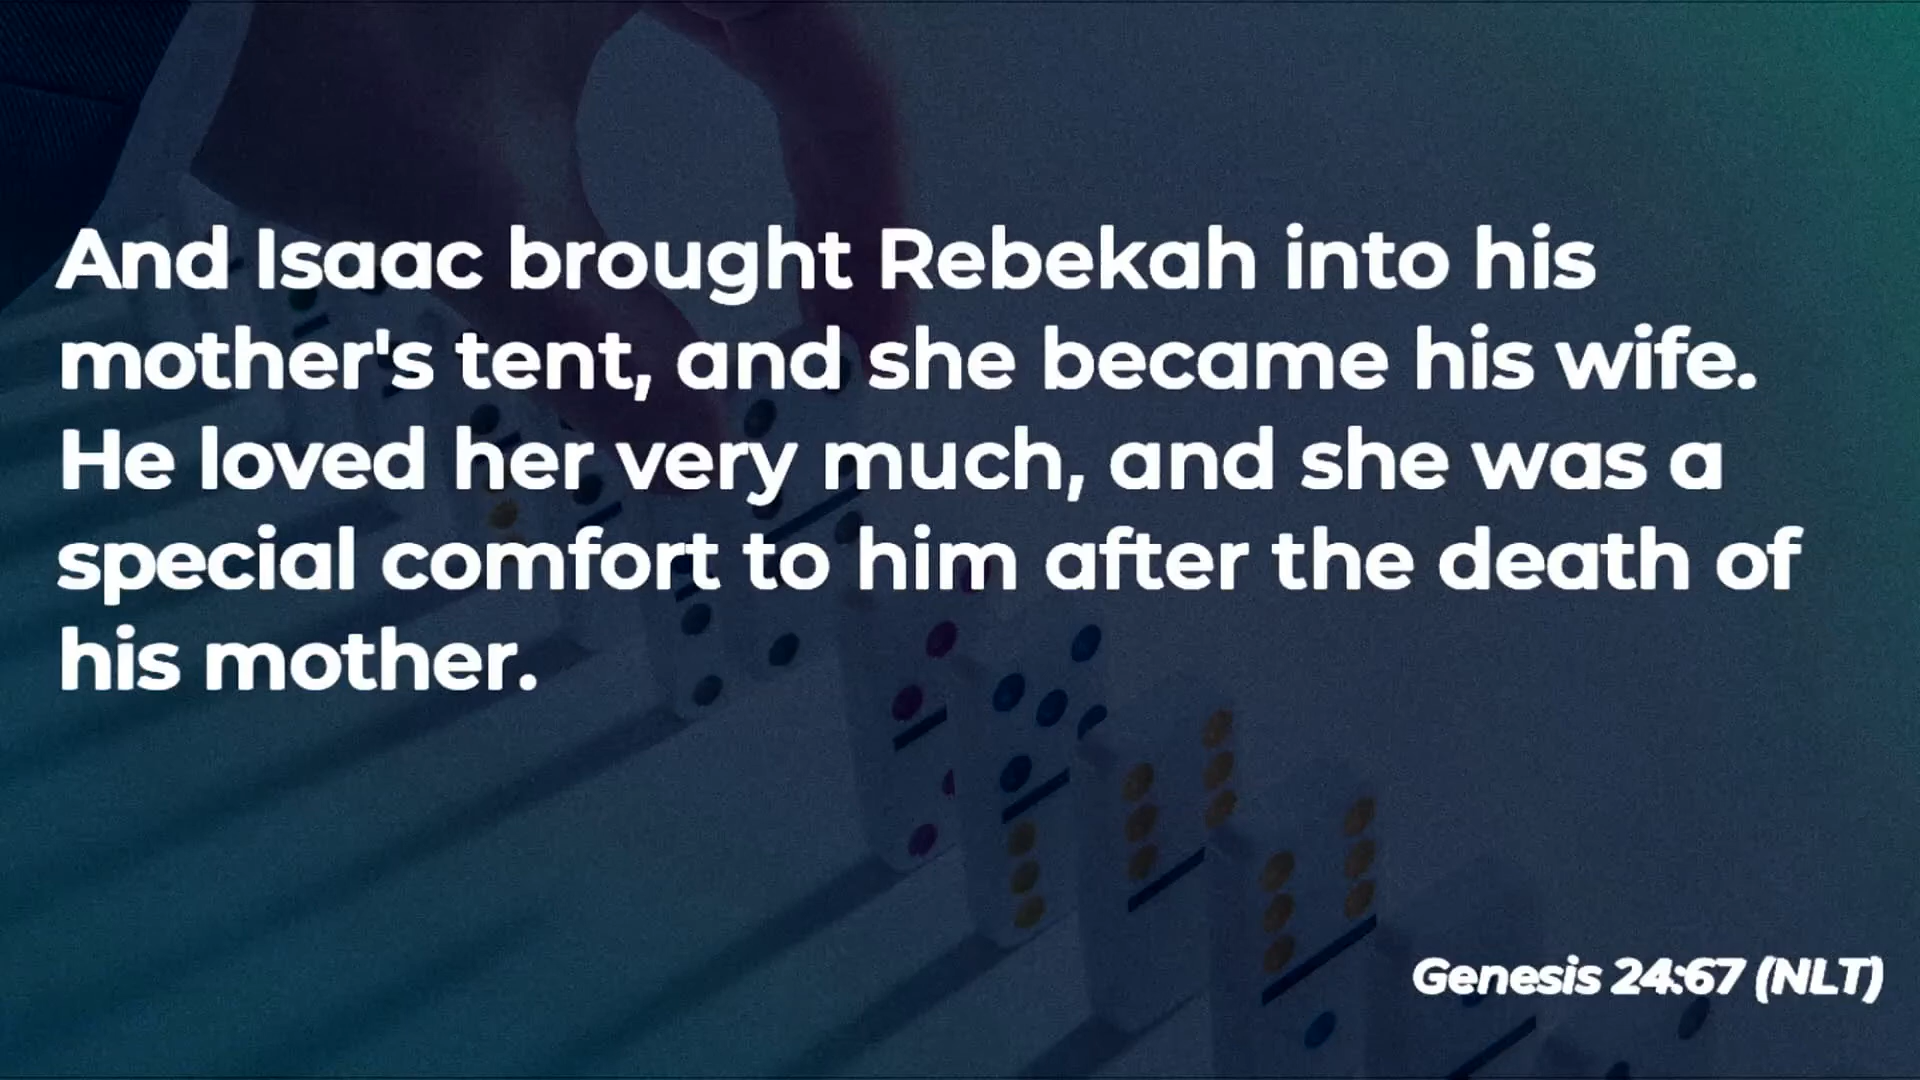 And Isaac brought Rebekah into his
mother's tent, and she became his wife.
He loved her very much, and she was a
special comfort to him after the death of
his mother.
Genesis 24:67 (NLT)